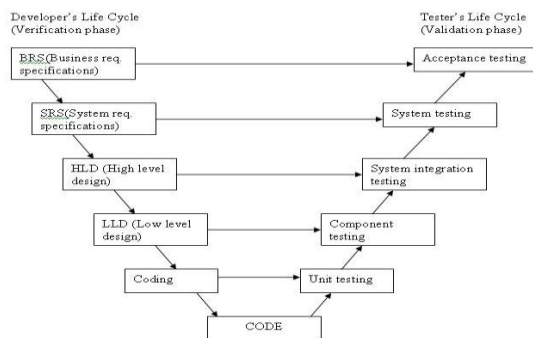 Developer's Life Cycle
(Verification phase)
Tester's Life Cycle
(Validation phase)
BRS(Business req.
specifications)
Acceptance testing
SRS(System req.
specifications)
System testing
HLD (High level
design)
System integration
testing
LLD (Low level
design)
Component
testing
Coding
Unit testing
CODE